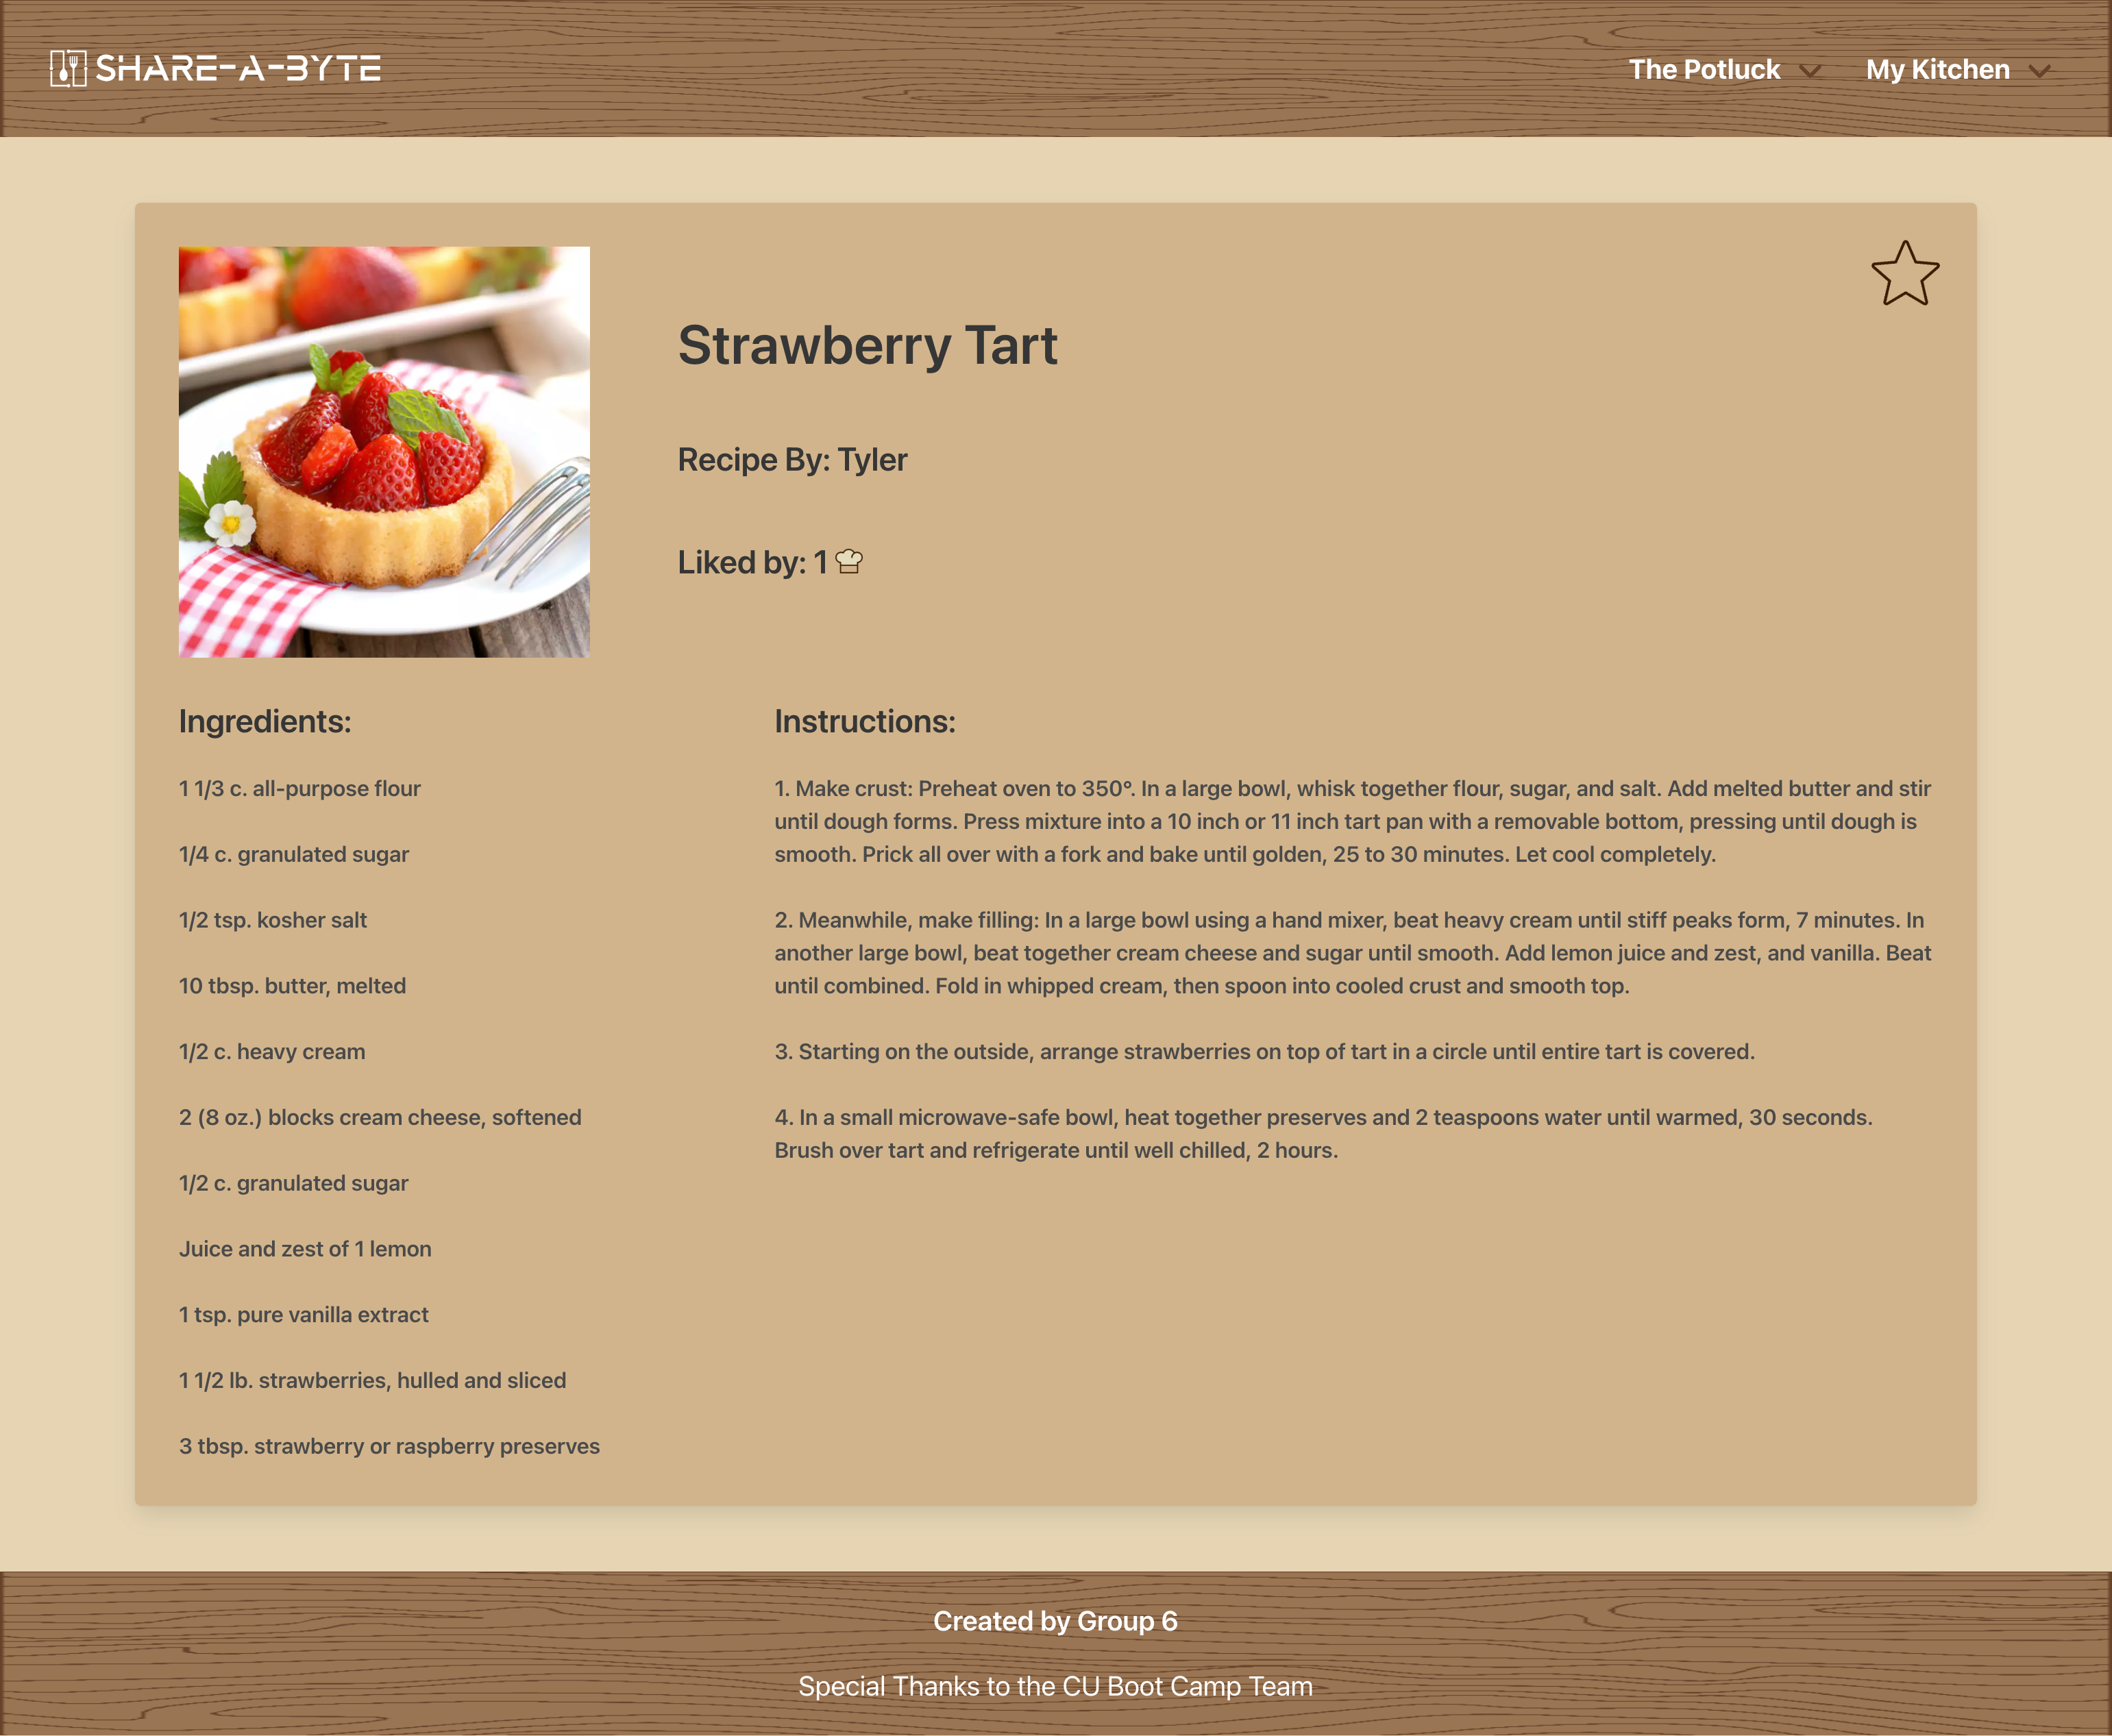 SHARE-A-BYTE
The Potluck
My Kitchen
Strawberry Tart
Recipe By: Tyler
Liked by: 1
Ingredients:
1 1/3 c. all-purpose flour
1/4 c. granulated sugar
1/2 tsp. kosher salt
10 tbsp. butter, melted
1/2 c. heavy cream
2 (8 oz.) blocks cream cheese, softened
1/2 c. granulated sugar
Juice and zest of 1 lemon
1 tsp. pure vanilla extract
1 1/2 lb. strawberries, hulled and sliced
3 tbsp. strawberry or raspberry preserves
Instructions:
1. Make crust: Preheat oven to 350°. In a large bowl, whisk together flour, sugar, and salt. Add melted butter and stir
until dough forms. Press mixture into a 10 inch or 11 inch tart pan with a removable bottom, pressing until dough is
smooth. Prick all over with a fork and bake until golden, 25 to 30 minutes. Let cool completely.
2. Meanwhile, make filling: In a large bowl using a hand mixer, beat heavy cream until stiff peaks form, 7 minutes. In
another large bowl, beat together cream cheese and sugar until smooth. Add lemon juice and zest, and vanilla. Beat
until combined. Fold in whipped cream, then spoon into cooled crust and smooth top.
3. Starting on the outside, arrange strawberries on top of tart in a circle until entire tart is covered.
4. In a small microwave-safe bowl, heat together preserves and 2 teaspoons water until warmed, 30 seconds.
Brush over tart and refrigerate until well chilled, 2 hours.
Created by Group 6
Special Thanks to the CU Boot Camp Team